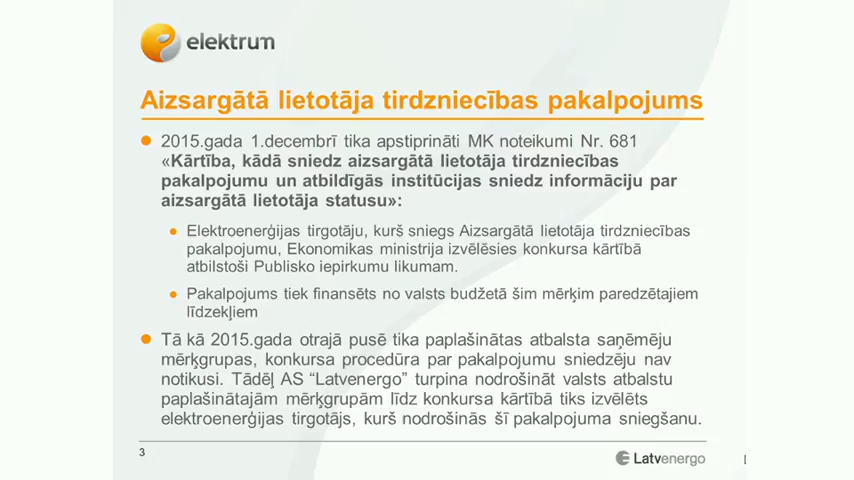 elektrum
Aizsargātā lietotāja tirdzniecības pakalpojums
2015.gada 1.decembrī tika apstiprināti MK noteikumi Nr. 681
«Kārtība, kādā sniedz aizsargātā lietotāja tirdzniecības
pakalpojumu un atbildīgās institūcijas sniedz informāciju par
aizsargātā lietotāja statusu»:
Elektroenerģijas tirgotāju, kurš sniegs Aizsargātā lietotāja tirdzniecības
pakalpojumu, Ekonomikas ministrija izvēlēsies konkursa kārtībā
atbilstoši Publisko iepirkumu likumam.
Pakalpojums tiek finansēts no valsts budžetā šim mērķim paredzētajiem
līdzekļiem
Tā kā 2015.gada otrajā pusē tika paplašinātas atbalsta saņēmēju
mērķgrupas, konkursa procedūra par pakalpojumu sniedzēju nav
notikusi. Tādēļ AS “Latvenergo” turpina nodrošināt valsts atbalstu
paplašinātajām mērķgrupām līdz konkursa kārtībā tiks izvēlēts
elektroenerģijas tirgotājs, kurš nodrošinās šī pakalpojuma sniegšanu.
3
Latvenergo